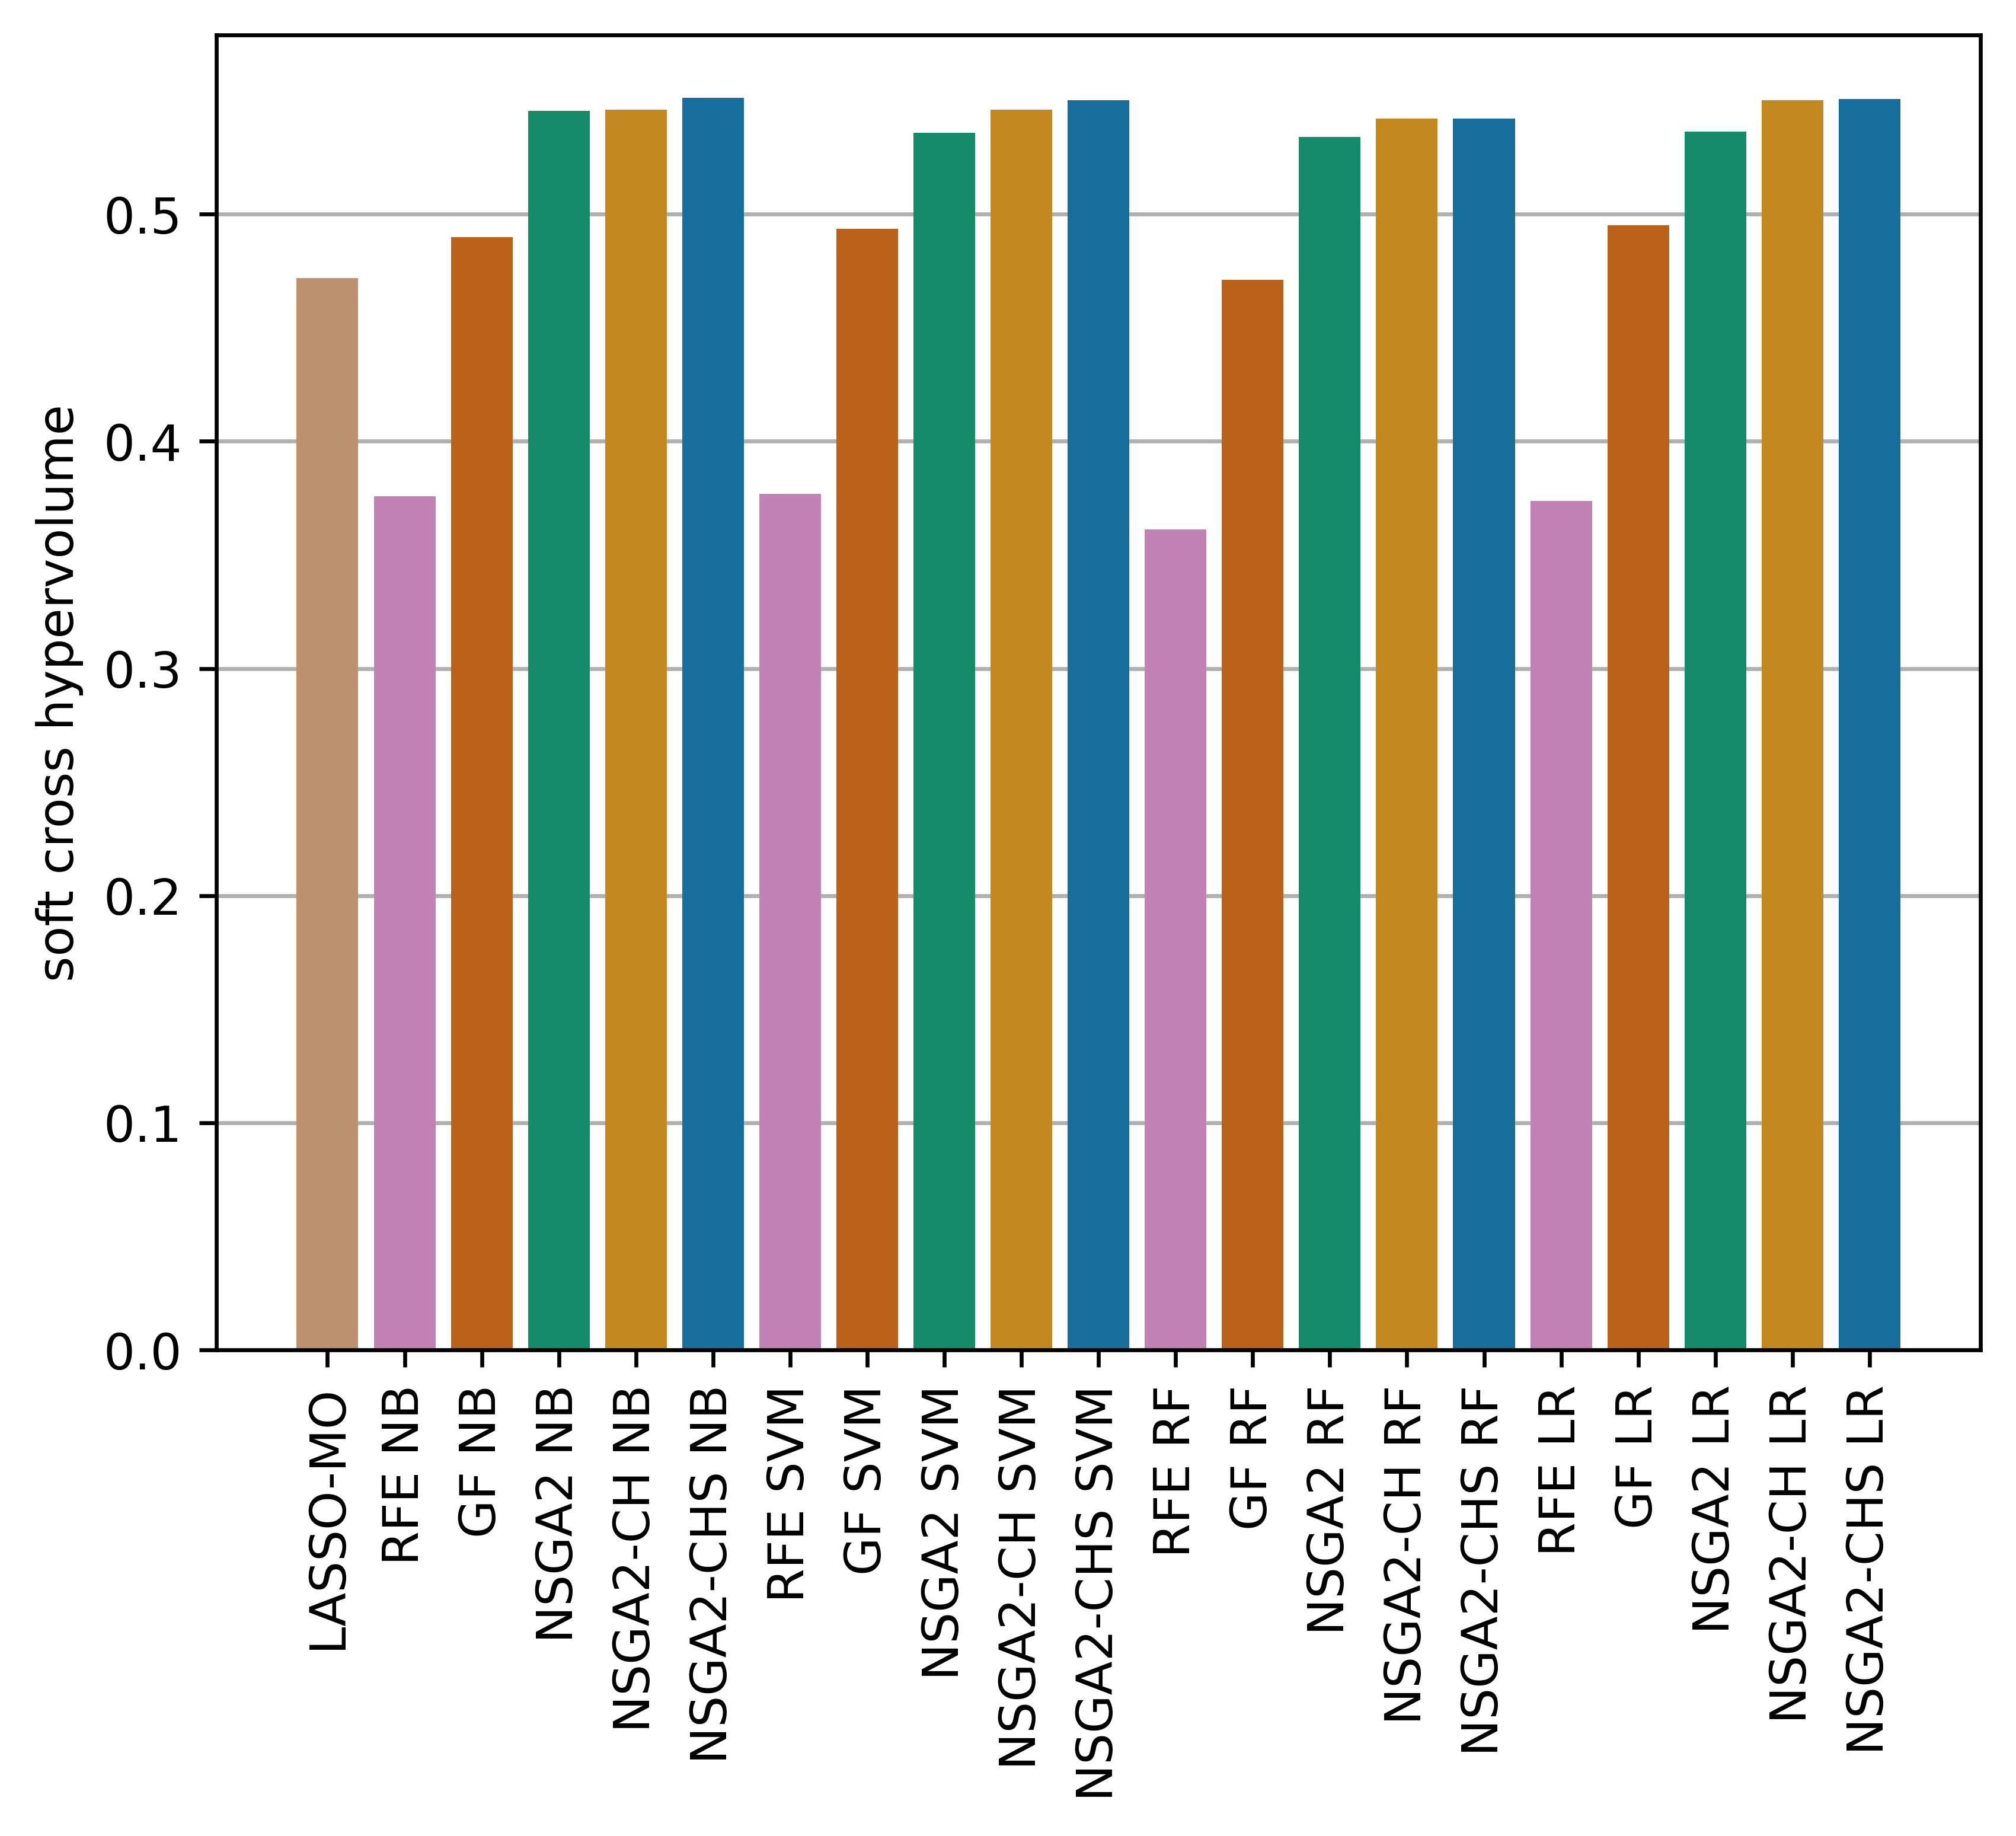 soft cross hypervolume
0.5
0.4
0.3
0.2
0.1
0.0
LASSO-MO
RFE NB
GF NB
NSGA2 NB
NSGA2-CH NB
NSGA2-CHS NB
RFE SVM
GF SVM
NSGA2 SVM
NSGA2-CH SVM
NSGA2-CHS SVM
RFE RF
GF RF
NSGA2 RF
NSGA2-CH RF
NSGA2-CHS RF
RFE LR
GF LR
NSGA2 LR
NSGA2-CH LR
NSGA2-CHS LR